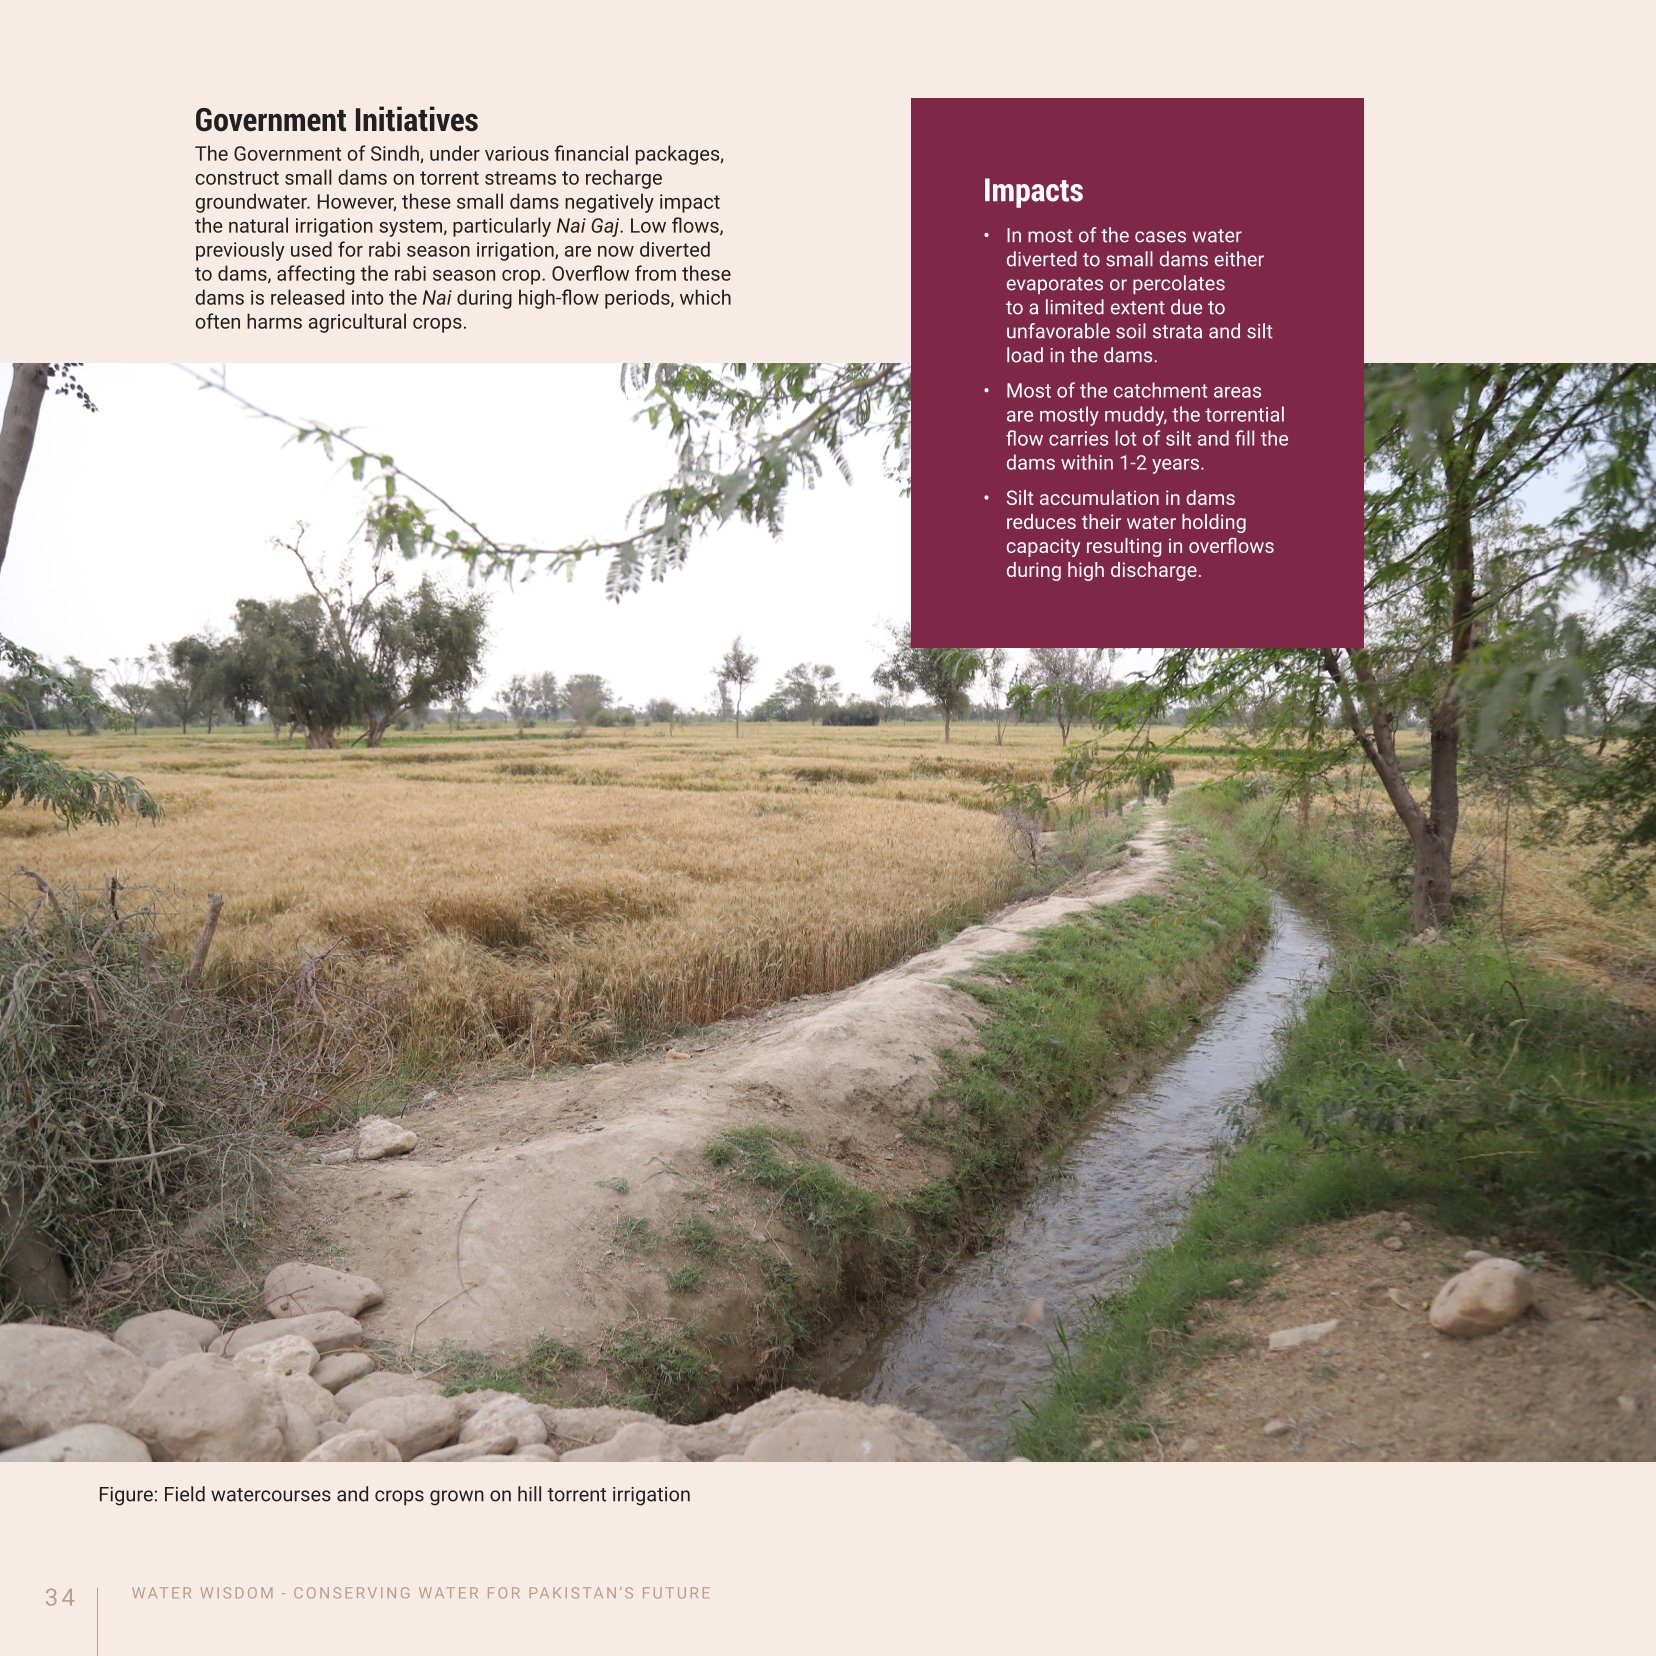 Government Initiatives
The Government of Sindh, under various financial packages,
construct small dams on torrent streams to recharge
groundwater. However, these small dams negatively impact
the natural irrigation system, particularly Nai Gaj. Low flows,
previously used for rabi season irrigation, are now diverted
to dams, affecting the rabi season crop. Overflow from these
dams is released into the Nai during high-flow periods, which
often harms agricultural crops.
Impacts
• In most of the cases water
diverted to small dams either
evaporates or percolates
to a limited extent due to
unfavorable soil strata and silt
load in the dams.
• Most of the catchment areas
are mostly muddy, the torrential
flow carries lot of silt and fill the
dams within 1-2 years.
• Silt accumulation in dams
reduces their water holding
capacity resulting in overflows
during high discharge.
Figure: Field watercourses and crops grown on hill torrent irrigation
34
WATER WISDOM - CONSERVING WATER FOR PAKISTAN'S FUTURE